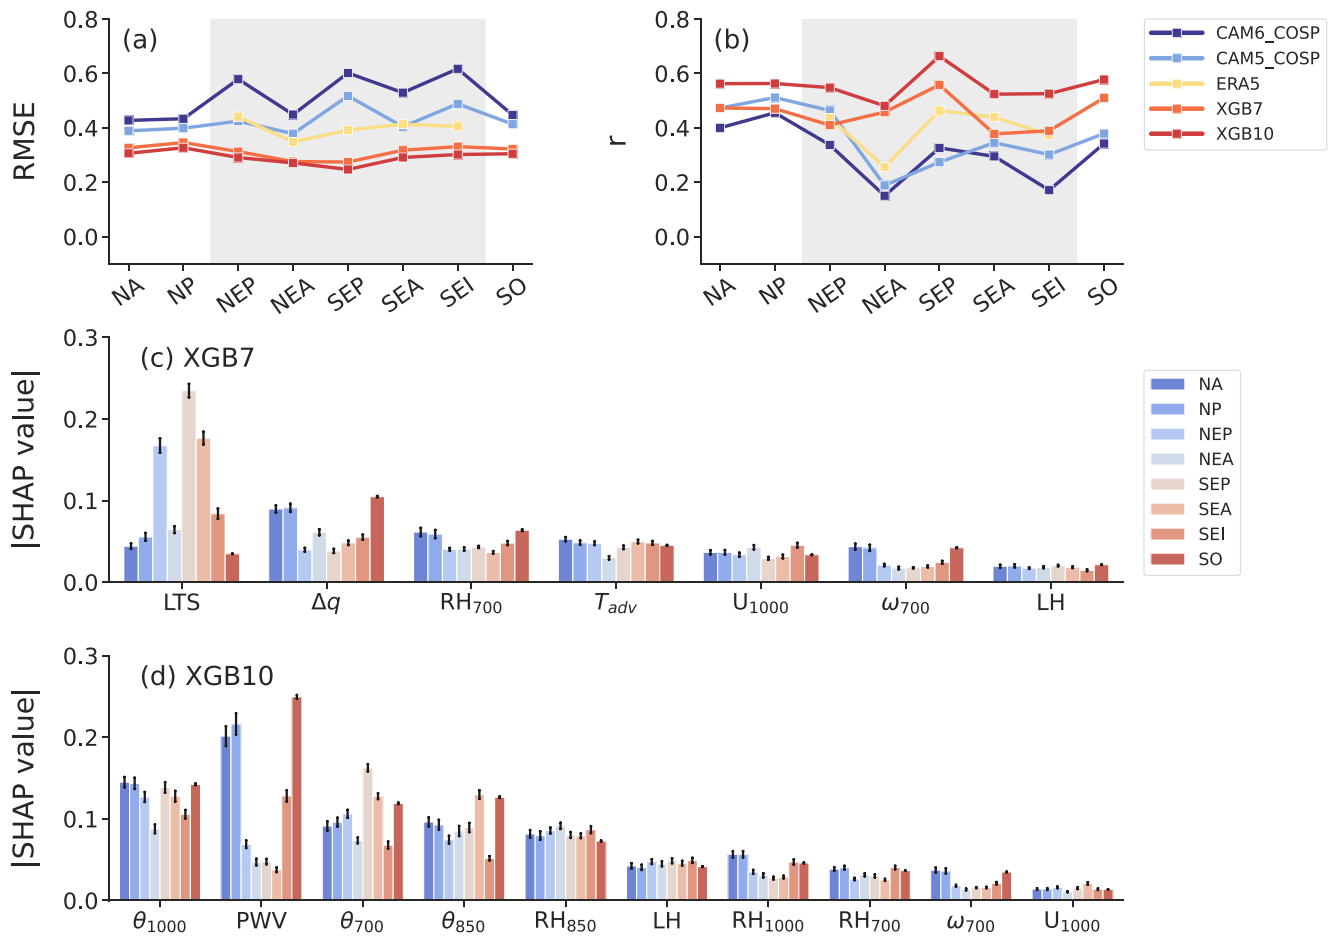 (a)
RMSE
0.8
0.6
0.4
0.2
0.0
NA
NP
NEP
NEA
SEP
SEA
SEI
SO
(b)
r
0.8
0.6
0.4
0.2
0.0
NA
NP
NEP
NEA
SEP
SEA
SEI
SO
CAM6_COSP
CAM5_COSP
ERA5
XGB7
XGB10
(c) XGB7
|SHAP value|
0.3
0.2
0.1
0.0
LTS
Δq
RH₇₀₀
T_adv
U₁₀₀₀
ω₇₀₀
LH
NA
NP
NEP
NEA
SEP
SEA
SEI
SO
(d) XGB10
|SHAP value|
0.3
0.2
0.1
0.0
θ₁₀₀₀
PWV
θ₇₀₀
θ₈₅₀
RH₈₅₀
LH
RH₁₀₀₀
RH₇₀₀
ω₇₀₀
U₁₀₀₀